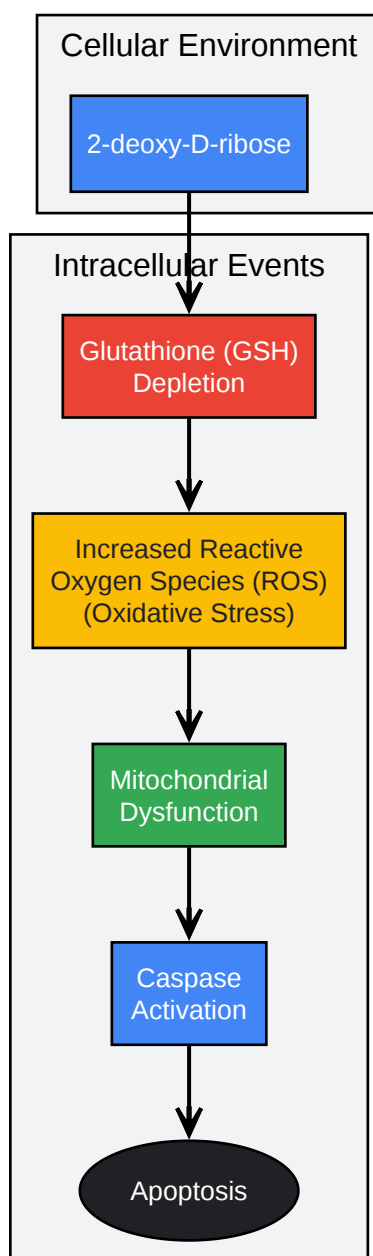 Cellular Environment
2-deoxy-D-ribose
Intracellular Events
Glutathione (GSH)
Depletion
Increased Reactive
Oxygen Species (ROS)
(Oxidative Stress)
Mitochondrial
Dysfunction
Caspase
Activation
Apoptosis